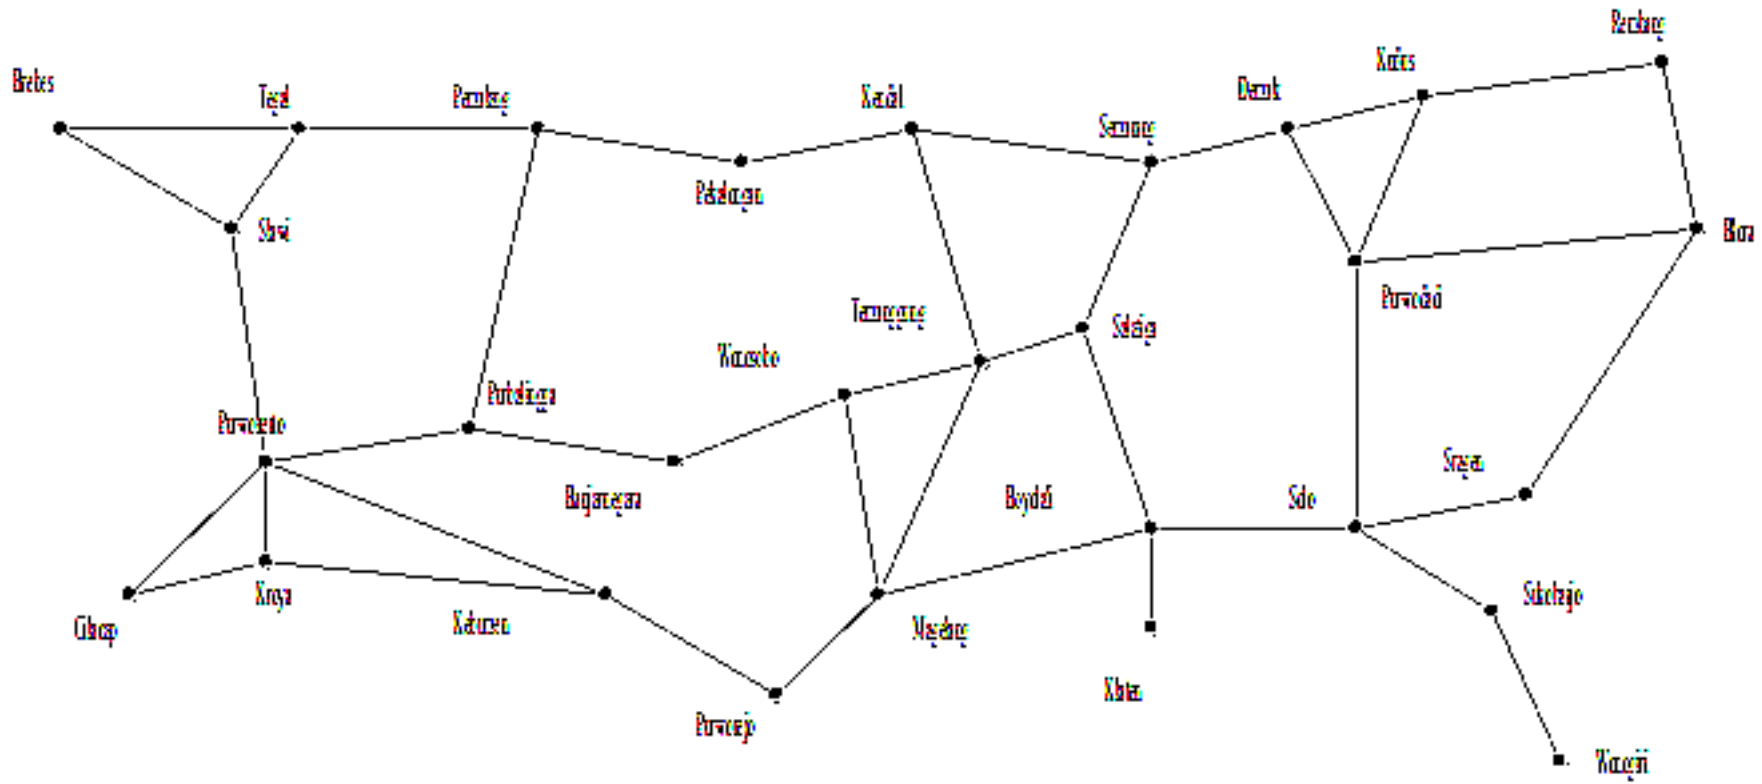 Rembang
Kudus
Brebes
Tegal
Pemalang
Kendal
Demak
Semarang
Pekalongan
Slawi
Blora
Purwodadi
Temanggung
Salatiga
Wonosobo
Purbalingga
Purwokerto
Sragen
Banjarnegara
Boyolali
Solo
Kroya
Sukoharjo
Cilacap
Kebumen
Magelang
Klaten
Purworejo
Wonogiri